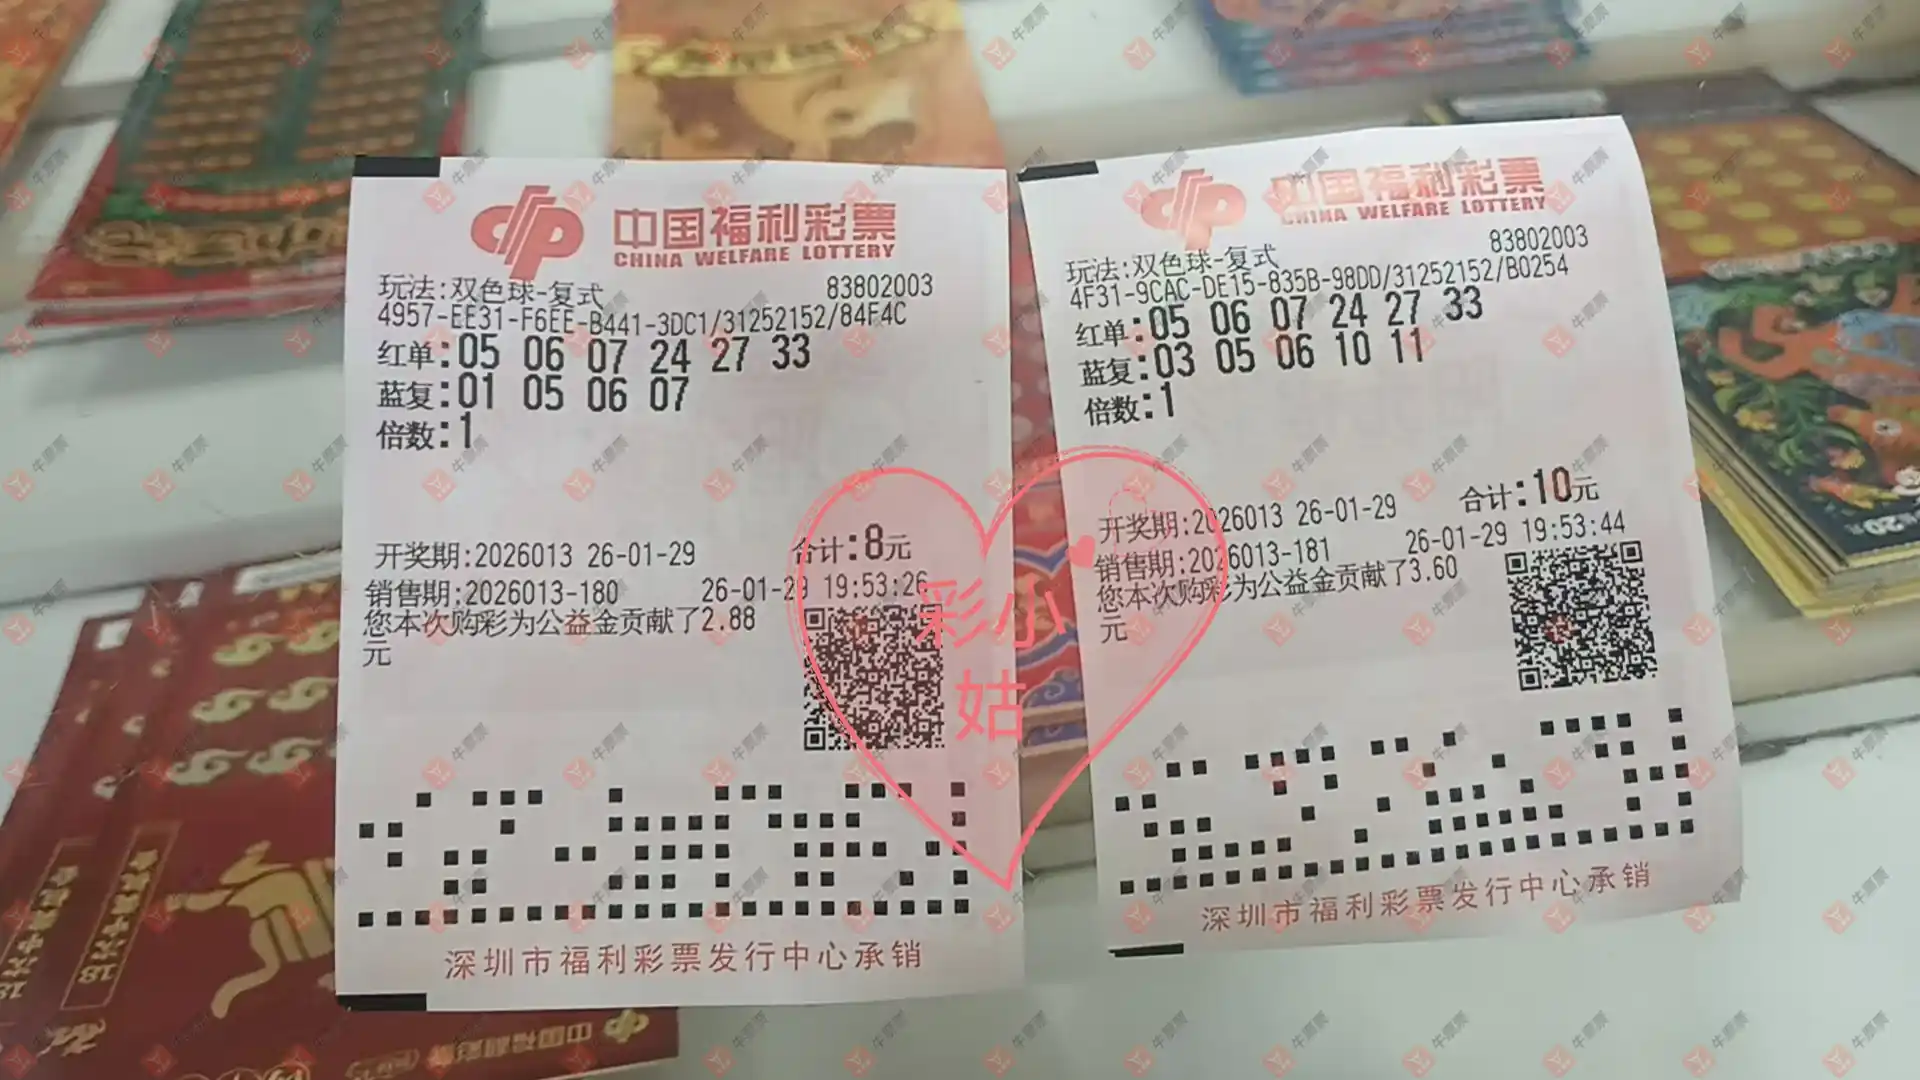 中国福利彩票
CHINA WELFARE LOTTERY
玩法:双色球-复式 83802003
4957-EE31-F6EE-B441-3DC1/31252152/84F4C
红单:05 06 07 24 27 33
蓝复:01 05 06 07
倍数:1
开奖期:2026013 26-01-29 合计:8元
销售期:2026013-180 26-01-29 19:53:26
您本次购彩为公益金贡献了2.88
元
深圳市福利彩票发行中心承销
中国福利彩票
CHINA WELFARE LOTTERY
83802003
玩法:双色球-复式
4F31-9CAC-DE15-835B-98DD/31252152/B0254
红单:05 06 07 24 27 33
蓝复:03 05 06 10 11
倍数:1
合计:10元
开奖期:2026013 26-01-29
销售期:2026013-181 26-01-29 19:53:44
您本次购彩为公益金贡献了3.60
元
深圳市福利彩票发行中心承销
彩小
姑
中国福利彩票
牛票票